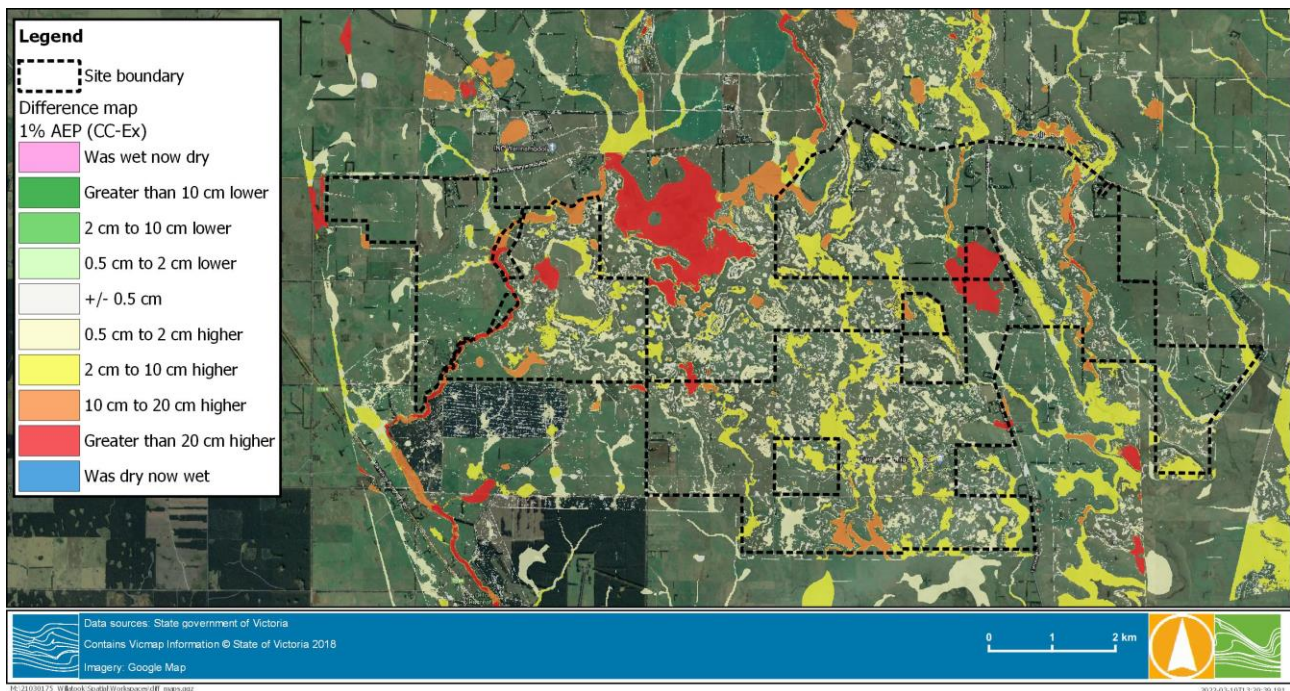 Legend
Site boundary
Difference map
1% AEP (CC-Ex)
Was wet now dry
Greater than 10 cm lower
2 cm to 10 cm lower
0.5 cm to 2 cm lower
+/- 0.5 cm
0.5 cm to 2 cm higher
2 cm to 10 cm higher
10 cm to 20 cm higher
Greater than 20 cm higher
Was dry now wet
Data sources: State government of Victoria
Contains Vicmap Information © State of Victoria 2018
Imagery: Google Map
0 1 2 km